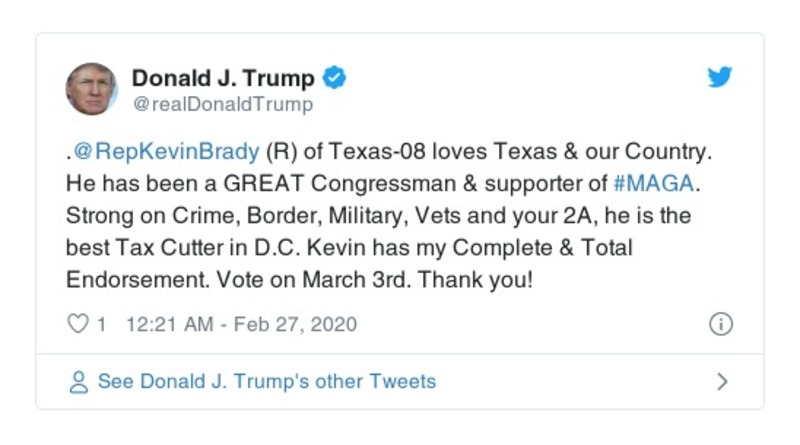 Donald J. Trump
@realDonaldTrump
.@RepKevinBrady (R) of Texas-08 loves Texas & our Country.
He has been a GREAT Congressman & supporter of #MAGA.
Strong on Crime, Border, Military, Vets and your 2A, he is the
best Tax Cutter in D.C. Kevin has my Complete & Total
Endorsement. Vote on March 3rd. Thank you!
1 12:21 AM - Feb 27, 2020
See Donald J. Trump's other Tweets